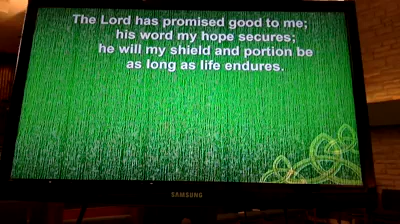 The Lord has promised good to me;
his word my hope secures;
he will my shield and portion be
as long as life endures.
SAMSUNG